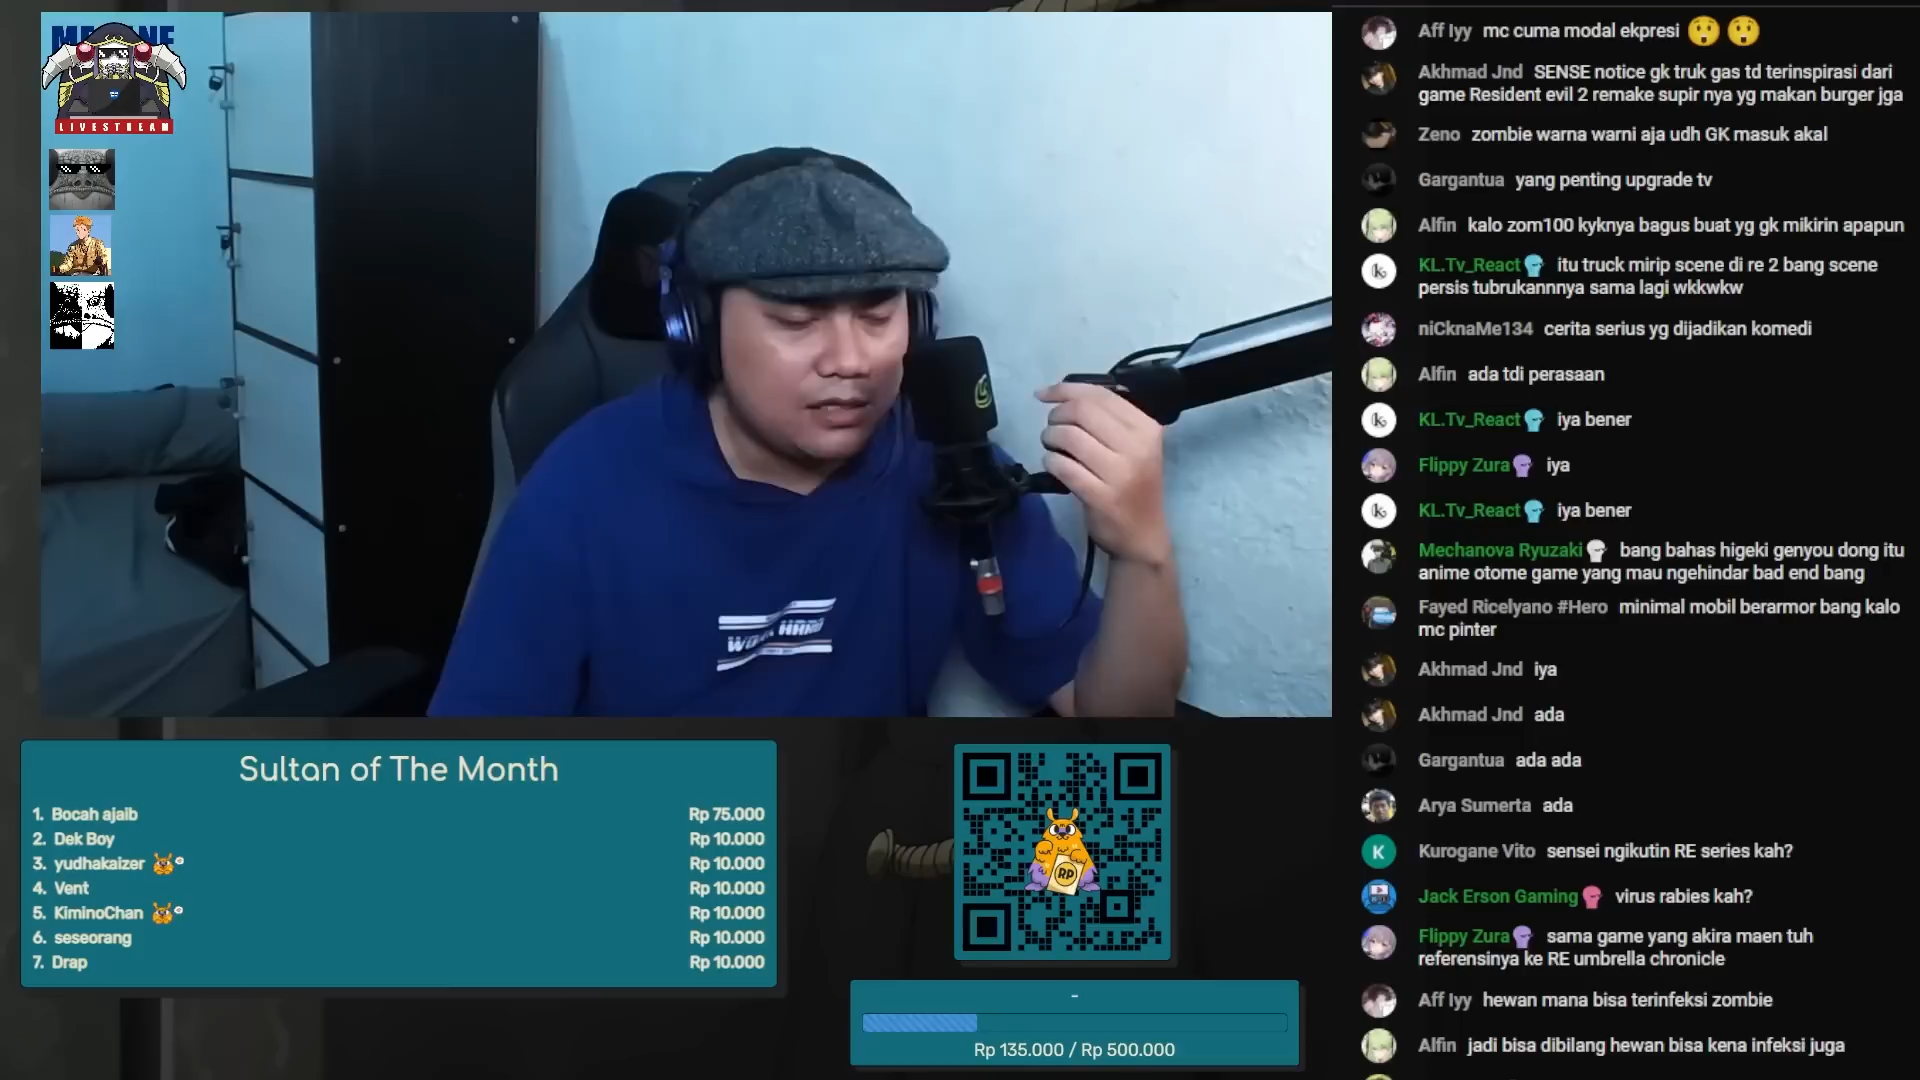 LIVESTREAM
WORK HARD
Sultan of The Month
1. Bocah ajaib Rp 75.000
2. Dek Boy Rp 10.000
3. yudhakaizer Rp 10.000
4. Vent Rp 10.000
5. KiminoChan Rp 10.000
6. seseorang Rp 10.000
7. Drap Rp 10.000
RP
-
Rp 135.000 / Rp 500.000
Aff Iyy mc cuma modal ekpresi 😲 😲
Akhmad Jnd SENSE notice gk truk gas td terinspirasi dari
game Resident evil 2 remake supir nya yg makan burger jga
Zeno zombie warna warni aja udh GK masuk akal
Gargantua yang penting upgrade tv
Alfin kalo zom100 kyknya bagus buat yg gk mikirin apapun
KL.Tv_React itu truck mirip scene di re 2 bang scene
persis tubrukannnya sama lagi wkkwkw
niCknaMe134 cerita serius yg dijadikan komedi
Alfin ada tdi perasaan
KL.Tv_React iya bener
Flippy Zura iya
KL.Tv_React iya bener
Mechanova Ryuzaki bang bahas higeki genyou dong itu
anime otome game yang mau ngehindar bad end bang
Fayed Ricelyano #Hero minimal mobil berarmor bang kalo
mc pinter
Akhmad Jnd iya
Akhmad Jnd ada
Gargantua ada ada
Arya Sumerta ada
K Kurogane Vito sensei ngikutin RE series kah?
Jack Erson Gaming virus rabies kah?
Flippy Zura sama game yang akira maen tuh
referensinya ke RE umbrella chronicle
Aff Iyy hewan mana bisa terinfeksi zombie
Alfin jadi bisa dibilang hewan bisa kena infeksi juga